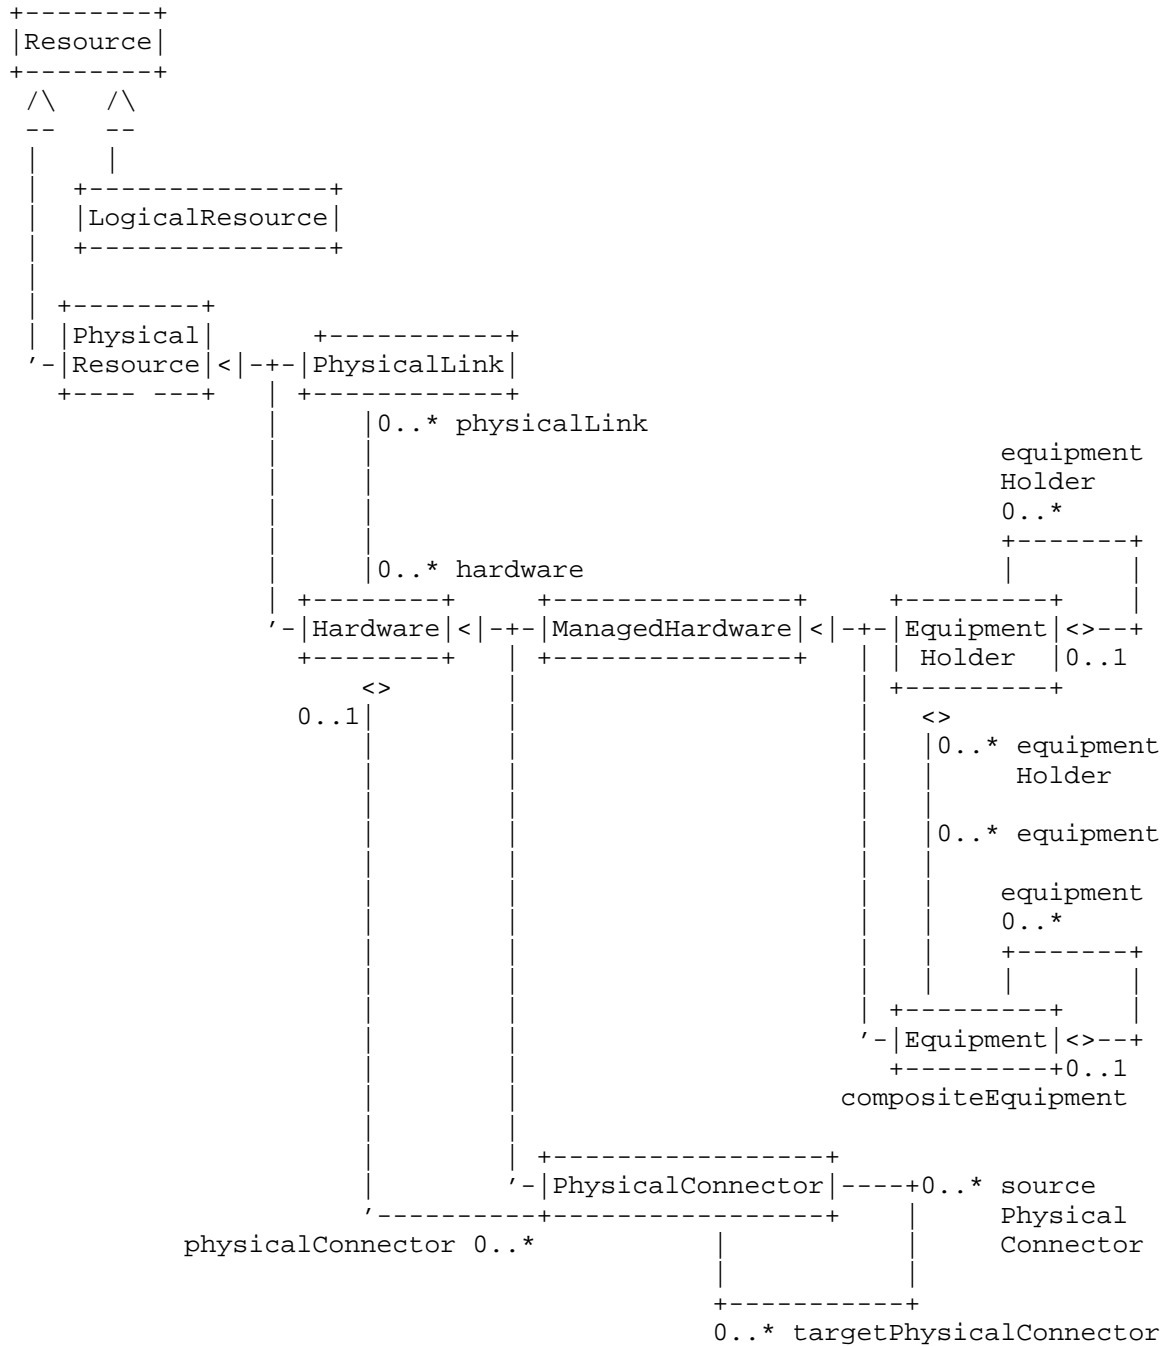 Resource
LogicalResource
Physical
Resource
PhysicalLink
0..* physicalLink
equipment
Holder
0..*
0..* hardware
Hardware
ManagedHardware
Equipment
Holder
0..1
0..1
0..* equipment
Holder
0..* equipment
equipment
0..*
Equipment
0..1
compositeEquipment
PhysicalConnector
0..* source
Physical
Connector
physicalConnector 0..*
0..* targetPhysicalConnector